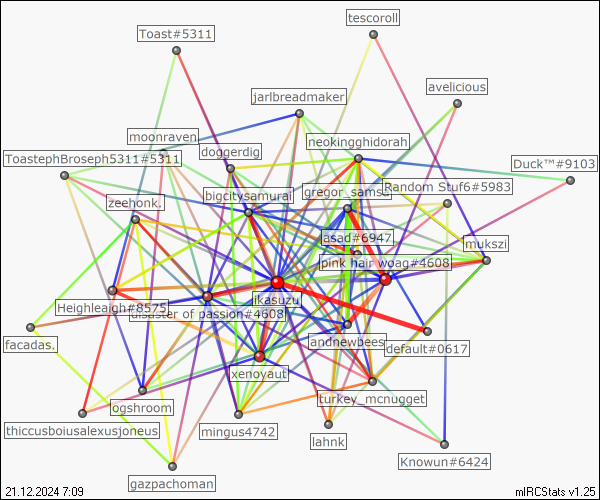 tescoroll
Toast#5311
avelicious
jarlbreadmaker
moonraven
neokingghidorah
doggerdig
ToastephBroseph5311#5311
Duck™#9103
gregor_samsa
Random Stuf6#5983
bigcitysamurai
zeehonk.
asad#6947
mukszi
pink hair woag#4608
ikasuzu
Heighleaigh#8575
disaster of passion#4608
facadas.
andnewbees
default#0617
xenoyaut
turkey_mcnugget
ogshroom
thiccusboiusalexusjoneus
mingus4742
lahnk
Knowun#6424
gazpachoman
21.12.2024 7:09
mIRCStats v1.25